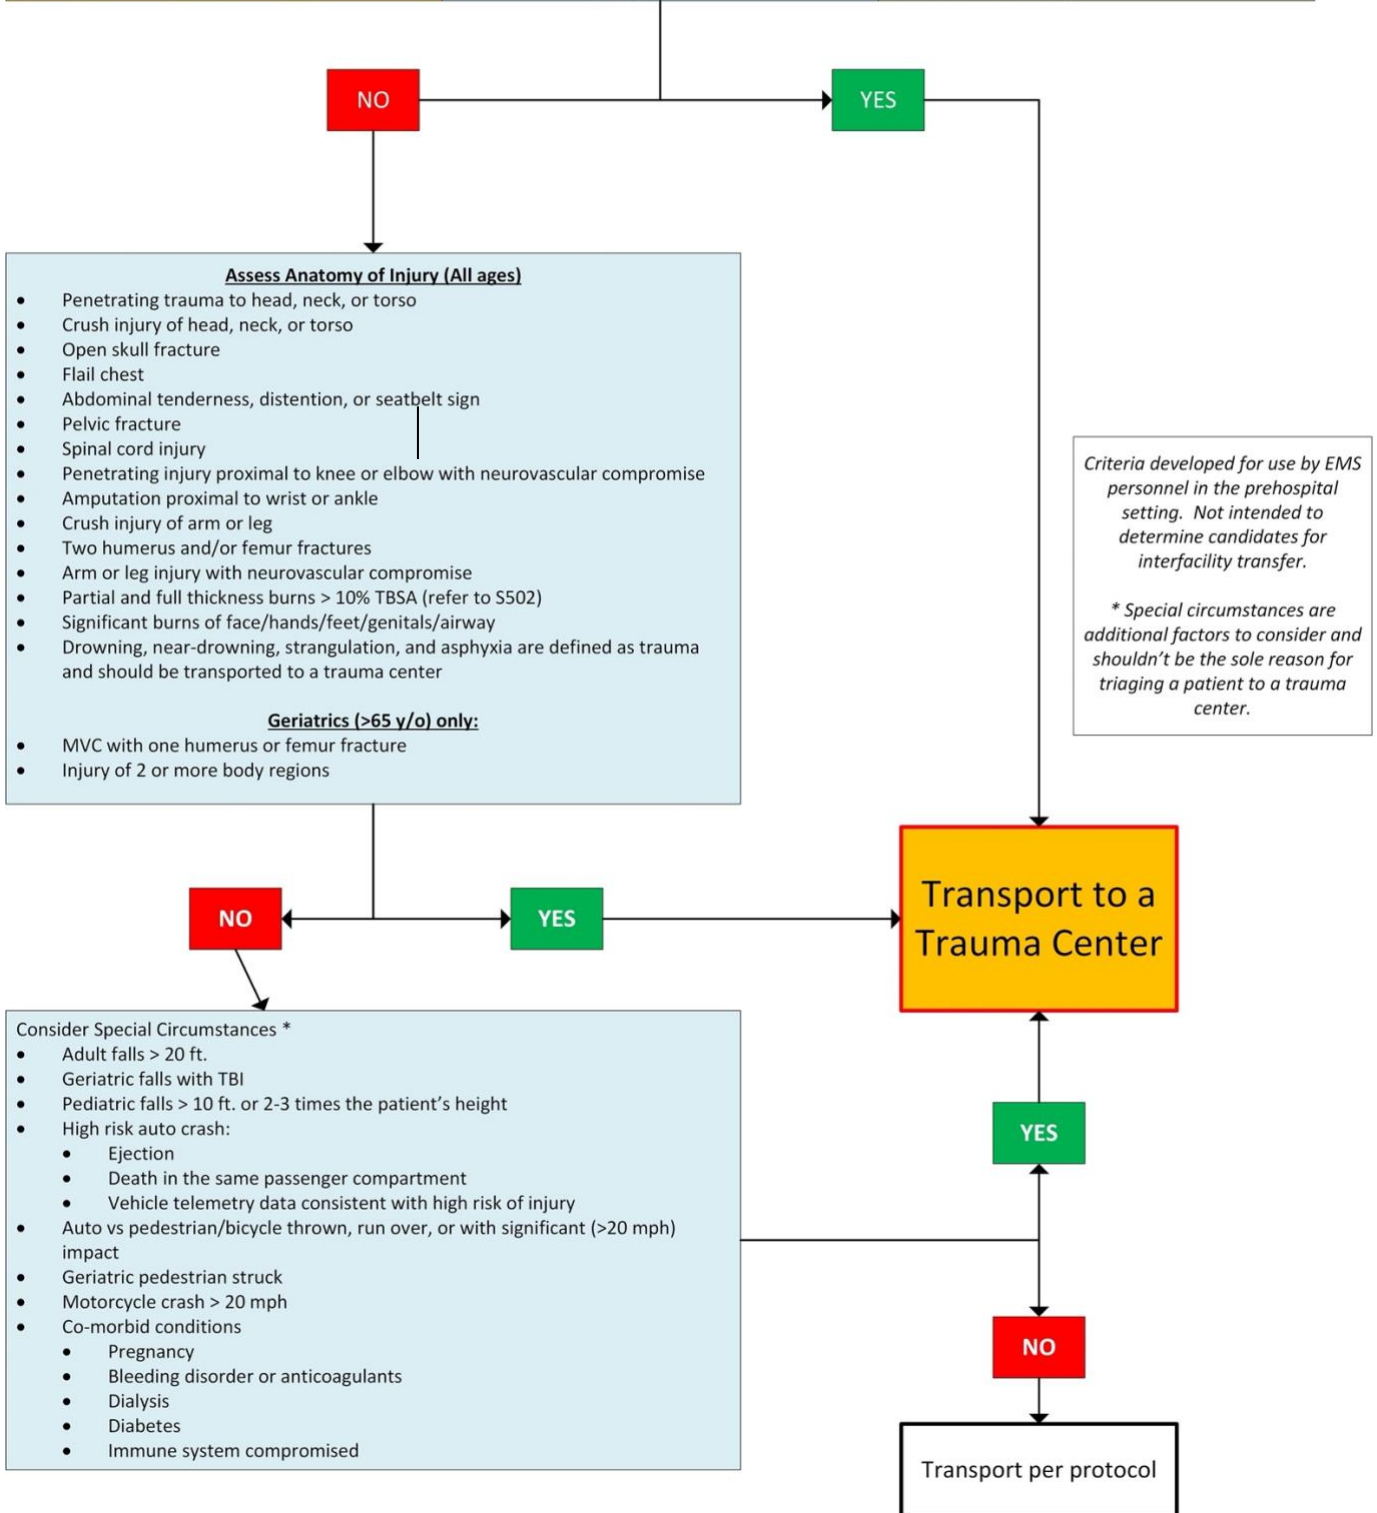 NO
YES
Assess Anatomy of Injury (All ages)
• Penetrating trauma to head, neck, or torso
• Crush injury of head, neck, or torso
• Open skull fracture
• Flail chest
• Abdominal tenderness, distention, or seatbelt sign
• Pelvic fracture
• Spinal cord injury
• Penetrating injury proximal to knee or elbow with neurovascular compromise
• Amputation proximal to wrist or ankle
• Crush injury of arm or leg
• Two humerus and/or femur fractures
• Arm or leg injury with neurovascular compromise
• Partial and full thickness burns > 10% TBSA (refer to S502)
• Significant burns of face/hands/feet/genitals/airway
• Drowning, near-drowning, strangulation, and asphyxia are defined as trauma
and should be transported to a trauma center
Geriatrics (>65 y/o) only:
• MVC with one humerus or femur fracture
• Injury of 2 or more body regions
Criteria developed for use by EMS
personnel in the prehospital
setting. Not intended to
determine candidates for
interfacility transfer.
* Special circumstances are
additional factors to consider and
shouldn't be the sole reason for
triaging a patient to a trauma
center.
NO
YES
Transport to a
Trauma Center
Consider Special Circumstances *
• Adult falls > 20 ft.
• Geriatric falls with TBI
• Pediatric falls > 10 ft. or 2-3 times the patient's height
• High risk auto crash:
• Ejection
• Death in the same passenger compartment
• Vehicle telemetry data consistent with high risk of injury
• Auto vs pedestrian/bicycle thrown, run over, or with significant (>20 mph)
impact
• Geriatric pedestrian struck
• Motorcycle crash > 20 mph
• Co-morbid conditions
• Pregnancy
• Bleeding disorder or anticoagulants
• Dialysis
• Diabetes
• Immune system compromised
YES
NO
Transport per protocol